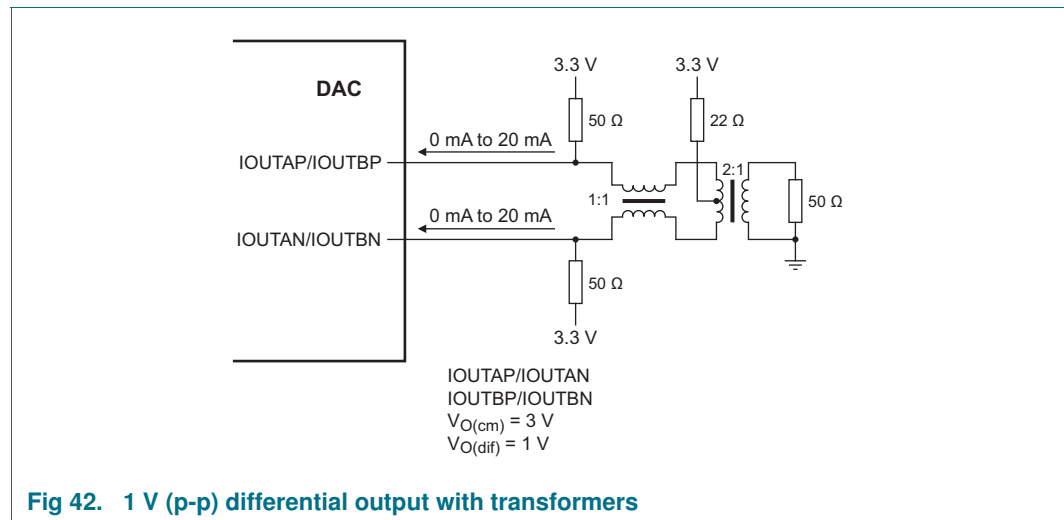 3.3 V
3.3 V
DAC
50 Ω
22 Ω
0 mA to 20 mA
IOUTAP/IOUTBP
2:1
1:1
50 Ω
0 mA to 20 mA
IOUTAN/IOUTBN
50 Ω
3.3 V
IOUTAP/IOUTAN
IOUTBP/IOUTBN
VO(cm) = 3 V
VO(dif) = 1 V
Fig 42. 1 V (p-p) differential output with transformers